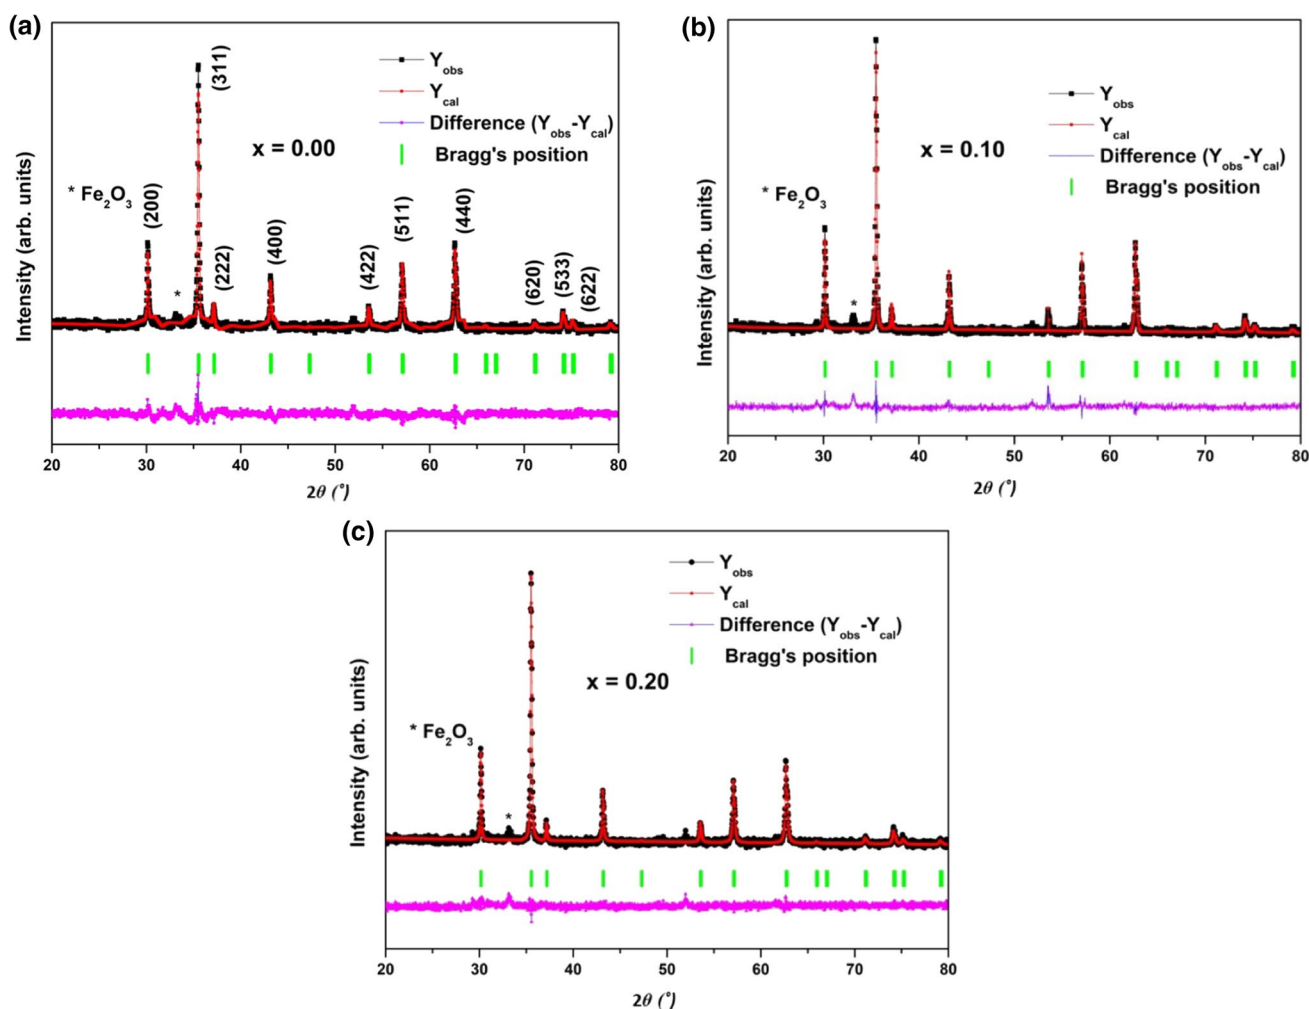 (a)
Y_obs
Y_cal
Difference (Y_obs-Y_cal)
Bragg's position
x = 0.00
* Fe₂O₃
(200)
*
(311)
(222)
(400)
(422)
(511)
(440)
(620)
(533)
(622)
Intensity (arb. units)
20 30 40 50 60 70 80
2θ (°)
(b)
Y_obs
Y_cal
Difference (Y_obs-Y_cal)
Bragg's position
x = 0.10
* Fe₂O₃
*
Intensity (arb. units)
20 30 40 50 60 70 80
2θ (°)
(c)
Y_obs
Y_cal
Difference (Y_obs-Y_cal)
Bragg's position
x = 0.20
* Fe₂O₃
*
Intensity (arb. units)
20 30 40 50 60 70 80
2θ (°)